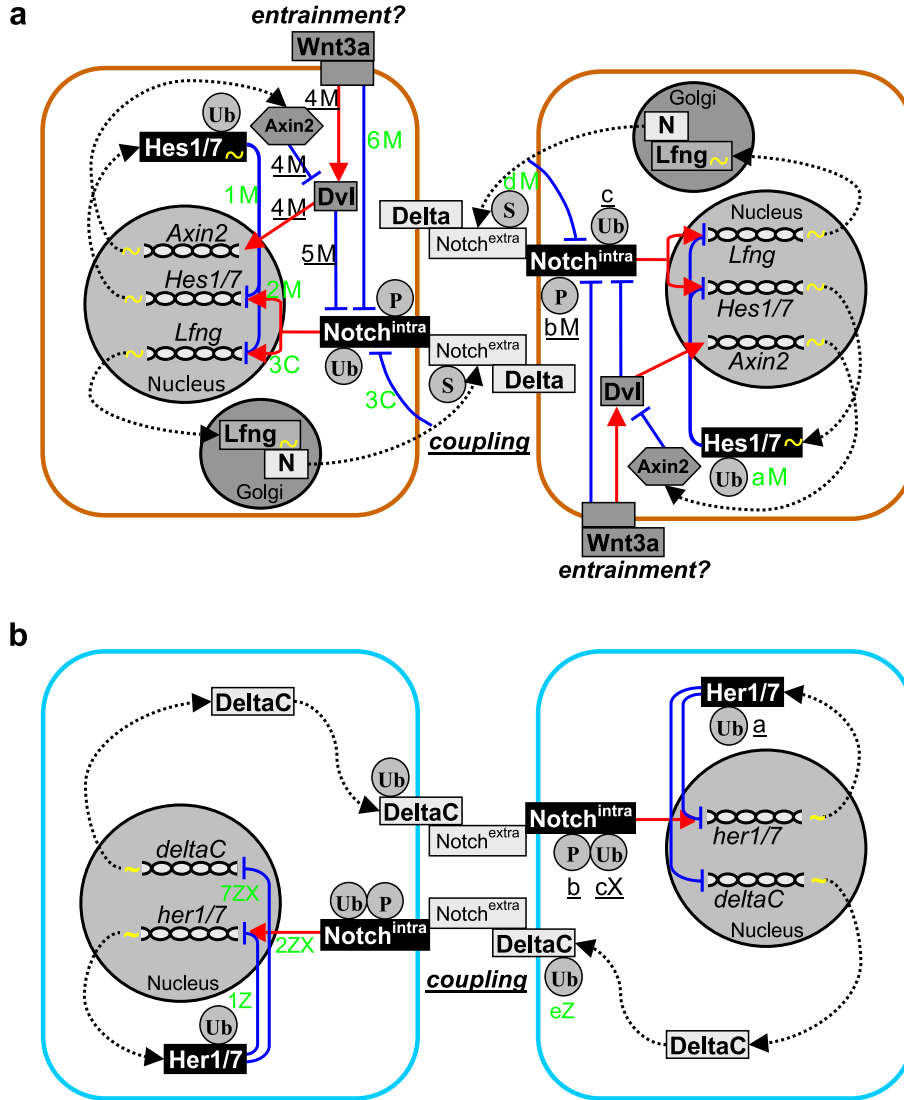 a
entrainment?
Wnt3a
Ub
4M
Axin2
Hes1/7
6M
4M
1M
4M
Dvl
Axin2
5M
Hes1/7
2M
P
Notch^intra
Lfng
3C
Ub
Nucleus
3C
Lfng
N
Golgi
Delta
S
Notch^extra
dM
Notch^extra
S
Delta
coupling
Golgi
N
Lfng
c
Ub
Notch^intra
P
bM
Nucleus
Lfng
Hes1/7
Axin2
Dvl
Hes1/7
Axin2
Ub
aM
Wnt3a
entrainment?
b
DeltaC
Ub
DeltaC
Notch^extra
deltaC
7ZX
her1/7
Ub
P
Notch^intra
2ZX
Nucleus
1Z
Ub
Her1/7
Notch^extra
DeltaC
coupling
Ub
eZ
Her1/7
Ub
a
Notch^intra
P
Ub
b
cX
her1/7
deltaC
Nucleus
DeltaC